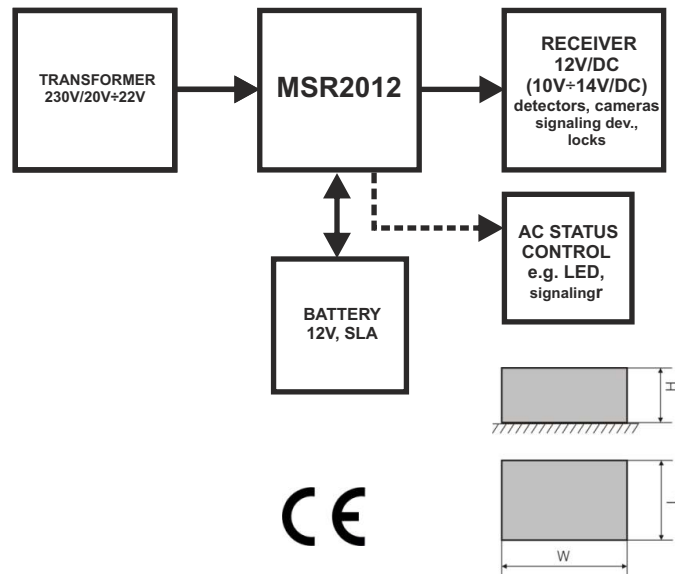 TRANSFORMER
230V/20V÷22V
MSR2012
RECEIVER
12V/DC
(10V÷14V/DC)
detectors, cameras
signaling dev.,
locks
AC STATUS
CONTROL
e.g. LED,
signalingr
BATTERY
12V, SLA
H
CE
L
W